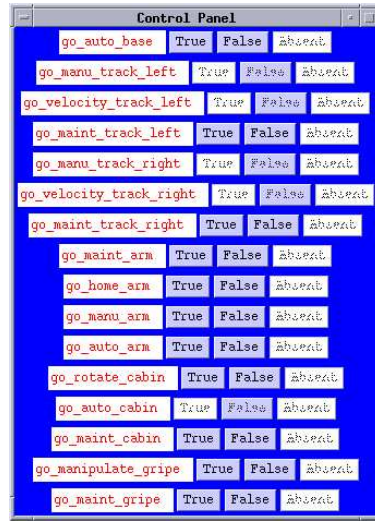 Control Panel
go_auto_base True False Absent
go_manu_track_left True False Absent
go_velocity_track_left True False Absent
go_maint_track_left True False Absent
go_manu_track_right True False Absent
go_velocity_track_right True False Absent
go_maint_track_right True False Absent
go_maint_arm True False Absent
go_home_arm True False Absent
go_manu_arm True False Absent
go_auto_arm True False Absent
go_rotate_cabin True False Absent
go_auto_cabin True False Absent
go_maint_cabin True False Absent
go_manipulate_gripe True False Absent
go_maint_gripe True False Absent